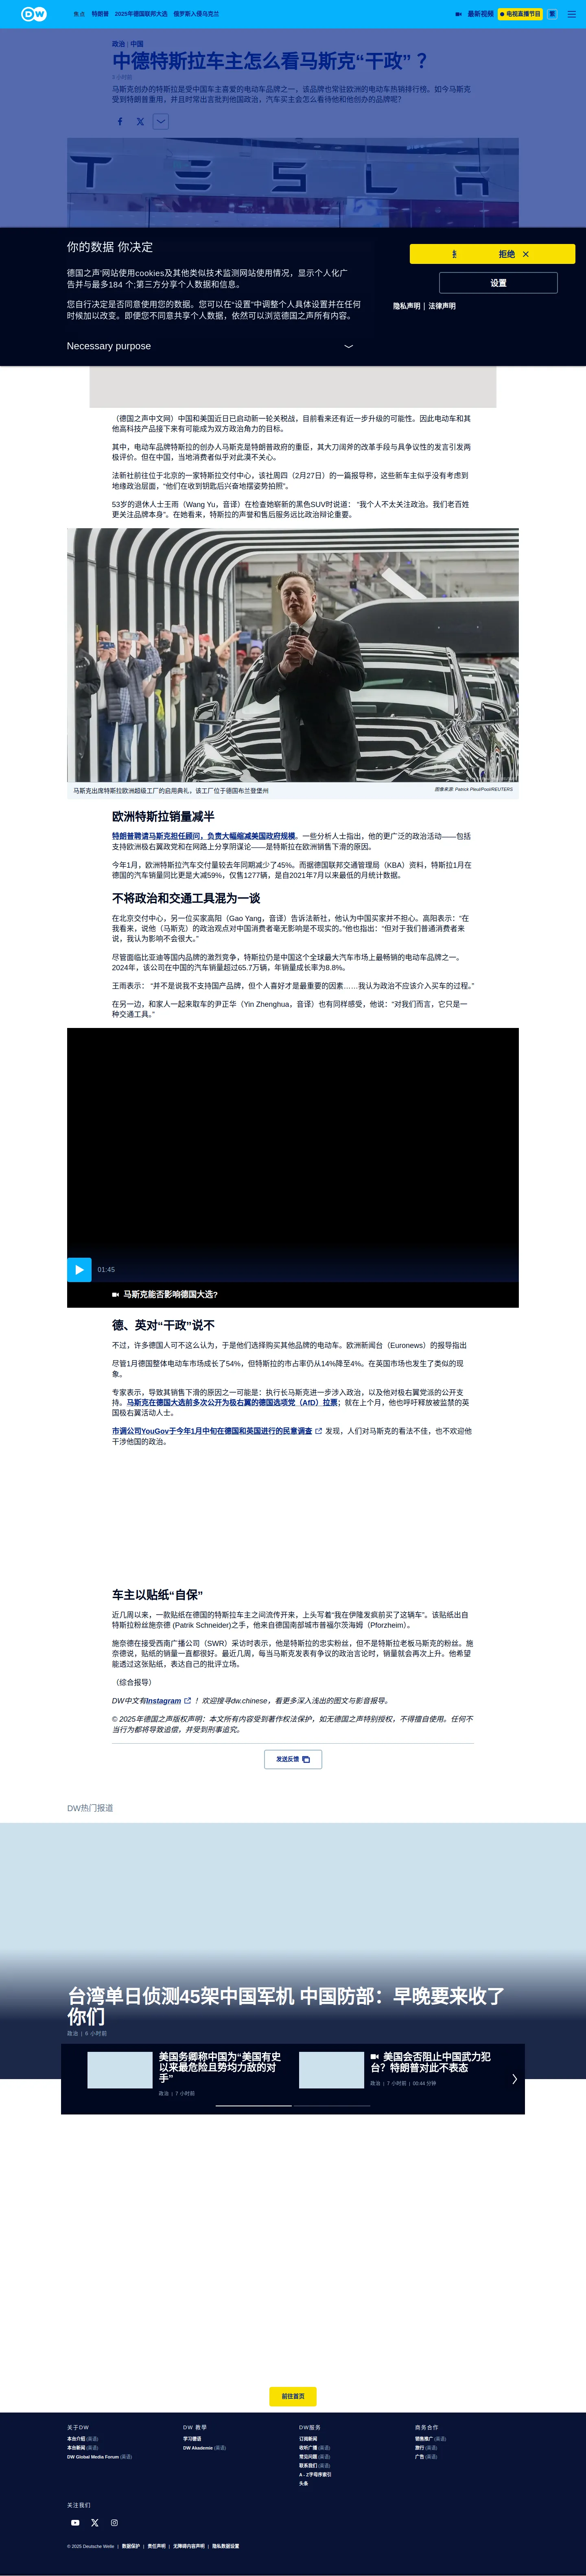 DW
焦点
特朗普
2025年德国联邦大选
俄罗斯入侵乌克兰
最新视频
电视直播节目
繁
政治 | 中国
中德特斯拉车主怎么看马斯克“干政”？
马斯克创办的特斯拉是受中国车主喜爱的电动车品牌之一，该品牌也常驻欧洲的电动车热销排行榜。如今马斯克
受到特朗普重用，并且时常出言批判他国政治，汽车买主会怎么看待他和他创办的品牌呢？
TESLA
你的数据 你决定
德国之声‘网站使用cookies及其他类似技术监测网站使用情况，显示个人化广
告并与最多184 个;第三方分享个人数据和信息。
您自行决定是否同意使用您的数据。您可以在“设置”中调整个人具体设置并在任何
时候加以改变。即便您不同意共享个人数据，依然可以浏览德国之声所有内容。
Necessary purpose
拒绝
设置
隐私声明 | 法律声明
（德国之声中文网）中国和美国近日已启动新一轮关税战，目前看来还有近一步升级的可能性。因此电动车和其
他高科技产品接下来有可能成为双方政治角力的目标。
其中，电动车品牌特斯拉的创办人马斯克是特朗普政府的重臣，其大刀阔斧的改革手段与具争议性的发言引发两
极评价。但在中国，当地消费者似乎对此漠不关心。
法新社前往位于北京的一家特斯拉交付中心，该社周四（2月27日）的一篇报导称，这些新车主似乎没有考虑到
地缘政治层面，“他们在收到钥匙后兴奋地摆姿势拍照”。
53岁的退休人士王雨（Wang Yu，音译）在检查她崭新的黑色SUV时说道： “我个人不太关注政治。我们老百姓
更关注品牌本身”。在她看来，特斯拉的声誉和售后服务远比政治辩论重要。
马斯克出席特斯拉欧洲超级工厂的启用典礼，该工厂位于德国布兰登堡州
图像来源: Patrick Pleul/Pool/REUTERS
欧洲特斯拉销量减半
特朗普聘请马斯克担任顾问，负责大幅缩减美国政府规模。一些分析人士指出，他的更广泛的政治活动——包括
支持欧洲极右翼政党和在网路上分享阴谋论——是特斯拉在欧洲销售下滑的原因。
今年1月，欧洲特斯拉汽车交付量较去年同期减少了45%。而据德国联邦交通管理局（KBA）资料，特斯拉1月在
德国的汽车销量同比更是大减59%，仅售1277辆，是自2021年7月以来最低的月统计数据。
不将政治和交通工具混为一谈
在北京交付中心，另一位买家高阳（Gao Yang，音译）告诉法新社，他认为中国买家并不担心。高阳表示：“在
我看来，说他（马斯克）的政治观点对中国消费者毫无影响是不现实的。”他也指出：“但对于我们普通消费者来
说，我认为影响不会很大。”
尽管面临比亚迪等国内品牌的激烈竞争，特斯拉仍是中国这个全球最大汽车市场上最畅销的电动车品牌之一。
2024年，该公司在中国的汽车销量超过65.7万辆，年销量成长率为8.8%。
王雨表示： “并不是说我不支持国产品牌，但个人喜好才是最重要的因素……我认为政治不应该介入买车的过程。”
在另一边，和家人一起来取车的尹正华（Yin Zhenghua，音译）也有同样感受，他说：“对我们而言，它只是一
种交通工具。”
01:45
马斯克能否影响德国大选?
德、英对“干政”说不
不过，许多德国人可不这么认为，于是他们选择购买其他品牌的电动车。欧洲新闻台（Euronews）的报导指出
尽管1月德国整体电动车市场成长了54%，但特斯拉的市占率仍从14%降至4%。在英国市场也发生了类似的现
象。
专家表示，导致其销售下滑的原因之一可能是：执行长马斯克进一步涉入政治，以及他对极右翼党派的公开支
持。马斯克在德国大选前多次公开为极右翼的德国选项党（AfD）拉票；就在上个月，他也呼吁释放被监禁的英
国极右翼活动人士。
市调公司YouGov于今年1月中旬在德国和英国进行的民意调查 发现，人们对马斯克的看法不佳，也不欢迎他
干涉他国的政治。
车主以贴纸“自保”
近几周以来，一款贴纸在德国的特斯拉车主之间流传开来，上头写着“我在伊隆发疯前买了这辆车”。该贴纸出自
特斯拉粉丝施奈德 (Patrik Schneider)之手，他来自德国南部城市普福尔茨海姆（Pforzheim）。
施奈德在接受西南广播公司（SWR）采访时表示，他是特斯拉的忠实粉丝，但不是特斯拉老板马斯克的粉丝。施
奈德说，贴纸的销量一直都很好。最近几周，每当马斯克发表有争议的政治言论时，销量就会再次上升。他希望
能透过这张贴纸，表达自己的批评立场。
（综合报导）
DW中文有Instagram ！欢迎搜寻dw.chinese，看更多深入浅出的图文与影音报导。
© 2025年德国之声版权声明：本文所有内容受到著作权法保护，如无德国之声特别授权，不得擅自使用。任何不
当行为都将导致追偿，并受到刑事追究。
发送反馈
DW热门报道
台湾单日侦测45架中国军机 中国防部：早晚要来收了
你们
政治 | 6 小时前
美国务卿称中国为“美国有史
以来最危险且势均力敌的对
手”
政治 | 7 小时前
美国会否阻止中国武力犯
台？特朗普对此不表态
政治 | 7 小时前 | 00:44 分钟
前往首页
关于DW
本台介绍 (英语)
本台新闻 (英语)
DW Global Media Forum (英语)
DW 教學
学习德语
DW Akademie (英语)
DW服务
订阅新闻
收听广播 (英语)
常见问题 (英语)
联系我们 (英语)
A - Z字母序索引
头条
商务合作
销售推广 (英语)
旅行 (英语)
广告 (英语)
关注我们
© 2025 Deutsche Welle | 数据保护 | 责任声明 | 无障碍内容声明 | 隐私数据设置